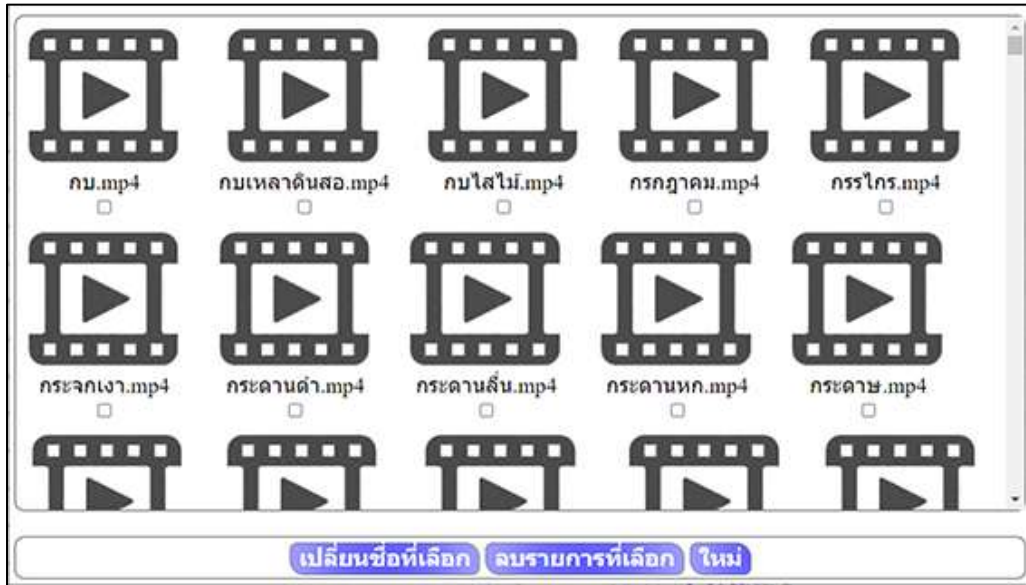 กบ.mp4 กบเหลาดินสอ.mp4 กบไสไม้.mp4 กรกฎาคม.mp4 กรรไกร.mp4
กระจกเงา.mp4 กระดานดำ.mp4 กระดานลื่น.mp4 กระดานหก.mp4 กระดาษ.mp4
เปลี่ยนชื่อที่เลือก ลบรายการที่เลือก ใหม่